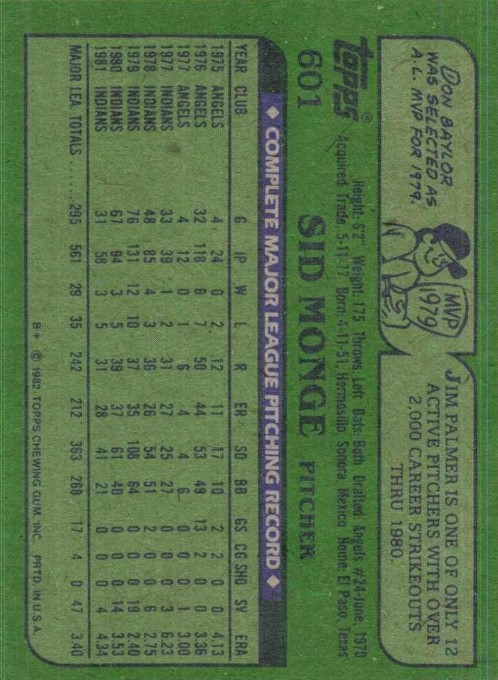 DON BAYLOR
WAS SELECTED AS
A.L. MVP FOR 1979.
MVP
1979
JIM PALMER IS ONE OF ONLY 12
ACTIVE PITCHERS WITH OVER
2,000 CAREER STRIKEOUTS
THRU 1980.
topps®
Height: 6'2" Weight: 175 Throws: Left Bats: Both Drafted: Angels #24-June, 1970
Acquired: Trade, 5-11-77 Born: 4-11-51, Hermosillo, Sonora, Mexico Home: El Paso, Texas
601 SID MONGE PITCHER
◆ COMPLETE MAJOR LEAGUE PITCHING RECORD ◆
YEAR CLUB G IP W L R ER SO BB GS CG SHO SV ERA
1975 ANGELS 4 24 0 2 12 11 17 10 2 2 0 0 4.13
1976 ANGELS 32 118 6 7 50 44 53 49 13 2 0 0 3.36
1977 ANGELS 4 12 0 1 6 4 4 6 0 0 0 1 3.00
1977 INDIANS 33 39 1 2 31 27 25 27 0 0 0 3 6.23
1978 INDIANS 48 85 4 3 36 26 54 51 2 0 0 6 2.75
1979 INDIANS 76 131 12 10 37 35 108 64 0 0 0 19 2.40
1980 INDIANS 67 94 3 5 39 37 61 40 0 0 0 14 3.53
1981 INDIANS 31 58 3 5 31 28 41 21 0 0 0 4 4.34
MAJOR LEA. TOTALS ...... 295 561 29 35 242 212 363 268 17 4 0 47 3.40
B* © 1982 TOPPS CHEWING GUM, INC. PRTD. IN U.S.A.